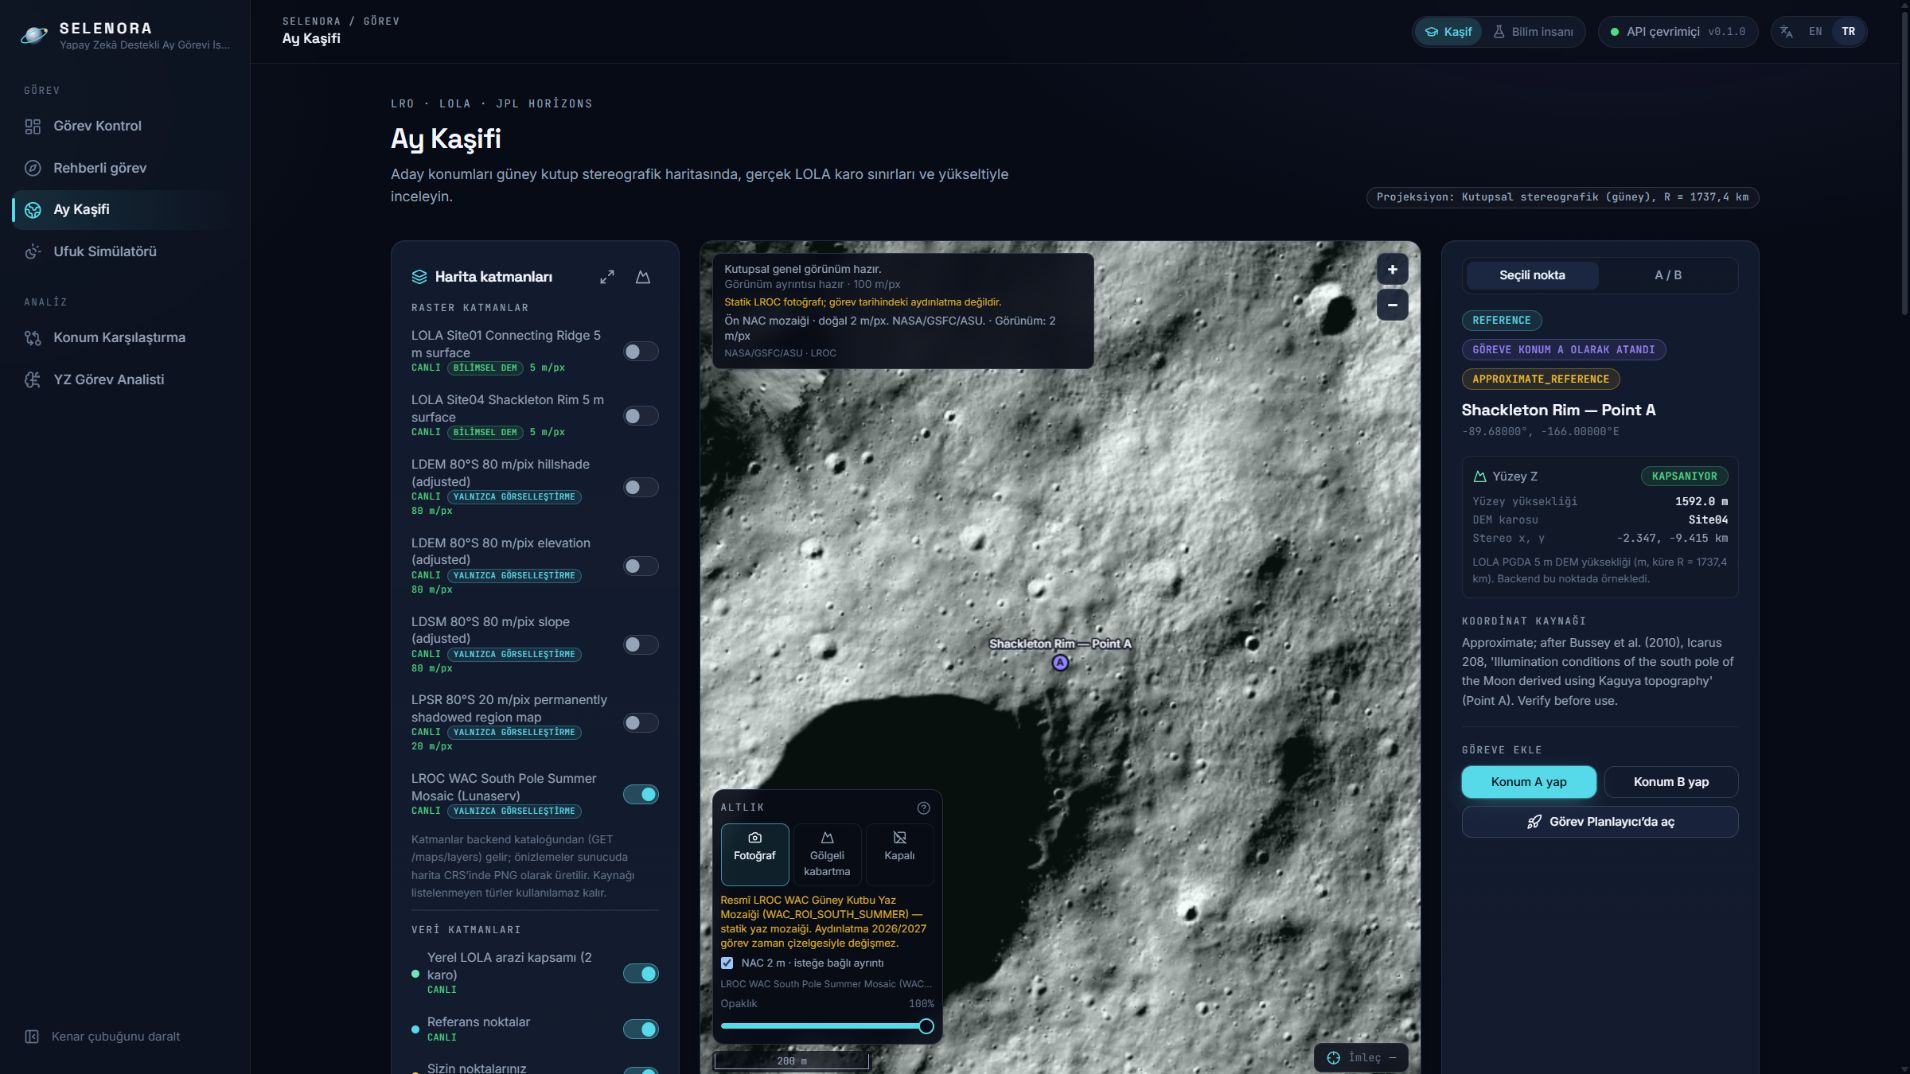 SELENORA
Yapay Zekâ Destekli Ay Görevi İs...
GÖREV
Görev Kontrol
Rehberli görev
Ay Kaşifi
Ufuk Simülatörü
ANALİZ
Konum Karşılaştırma
YZ Görev Analisti
Kenar çubuğunu daralt
SELENORA / GÖREV
Ay Kaşifi
Kaşif
Bilim insanı
API çevrimiçi v0.1.0
EN
TR
LRO · LOLA · JPL HORİZONS
Ay Kaşifi
Aday konumları güney kutup stereografik haritasında, gerçek LOLA karo sınırları ve yükseltiyle
inceleyin.
Projeksiyon: Kutupsal stereografik (güney), R = 1737,4 km
Harita katmanları
RASTER KATMANLAR
LOLA Site01 Connecting Ridge 5
m surface
CANLI BİLİMSEL DEM 5 m/px
LOLA Site04 Shackleton Rim 5 m
surface
CANLI BİLİMSEL DEM 5 m/px
LDEM 80°S 80 m/pix hillshade
(adjusted)
CANLI YALNIZCA GÖRSELLEŞTİRME
80 m/px
LDEM 80°S 80 m/pix elevation
(adjusted)
CANLI YALNIZCA GÖRSELLEŞTİRME
80 m/px
LDSM 80°S 80 m/pix slope
(adjusted)
CANLI YALNIZCA GÖRSELLEŞTİRME
80 m/px
LPSR 80°S 20 m/pix permanently
shadowed region map
CANLI YALNIZCA GÖRSELLEŞTİRME
20 m/px
LROC WAC South Pole Summer
Mosaic (Lunaserv)
CANLI YALNIZCA GÖRSELLEŞTİRME
Katmanlar backend kataloğundan (GET
/maps/layers) gelir; önizlemeler sunucuda
harita CRS'inde PNG olarak üretilir. Kaynağı
listelenmeyen türler kullanılamaz kalır.
VERİ KATMANLARI
Yerel LOLA arazi kapsamı (2
karo)
CANLI
Referans noktalar
CANLI
Sizin noktalarınız
Kutupsal genel görünüm hazır.
Görünüm ayrıntısı hazır · 100 m/px
Statik LROC fotoğrafı; görev tarihindeki aydınlatma değildir.
Ön NAC mozaiği · doğal 2 m/px. NASA/GSFC/ASU. · Görünüm: 2
m/px
NASA/GSFC/ASU · LROC
+
−
Shackleton Rim — Point A
A
ALTLIK
?
Fotoğraf
Gölgeli
kabartma
Kapalı
Resmî LROC WAC Güney Kutbu Yaz
Mozaiği (WAC_ROI_SOUTH_SUMMER) —
statik yaz mozaiği. Aydınlatma 2026/2027
görev zaman çizelgesiyle değişmez.
NAC 2 m · isteğe bağlı ayrıntı
LROC WAC South Pole Summer Mosaic (WAC...
Opaklık 100%
200 m
İmleç —
Seçili nokta
A / B
REFERENCE
GÖREVE KONUM A OLARAK ATANDI
APPROXIMATE_REFERENCE
Shackleton Rim — Point A
-89.68000°, -166.00000°E
Yüzey Z KAPSANIYOR
Yüzey yüksekliği 1592.0 m
DEM karosu Site04
Stereo x, y -2.347, -9.415 km
LOLA PGDA 5 m DEM yüksekliği (m, küre R = 1737,4
km). Backend bu noktada örnekledi.
KOORDİNAT KAYNAĞI
Approximate; after Bussey et al. (2010), Icarus
208, 'Illumination conditions of the south pole of
the Moon derived using Kaguya topography'
(Point A). Verify before use.
GÖREVE EKLE
Konum A yap
Konum B yap
Görev Planlayıcı'da aç